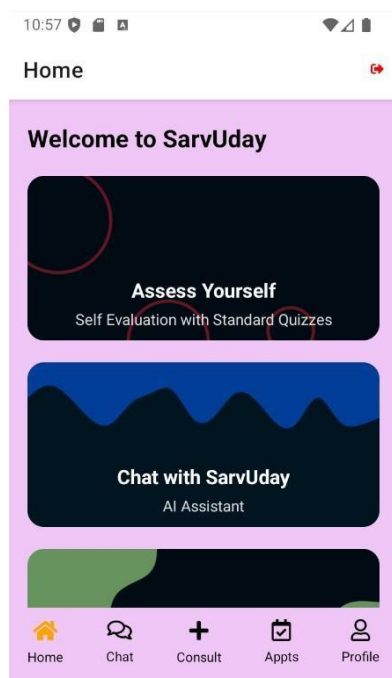 10:57
Home
Welcome to SarvUday
Assess Yourself
Self Evaluation with Standard Quizzes
Chat with SarvUday
AI Assistant
Home Chat Consult Appts Profile